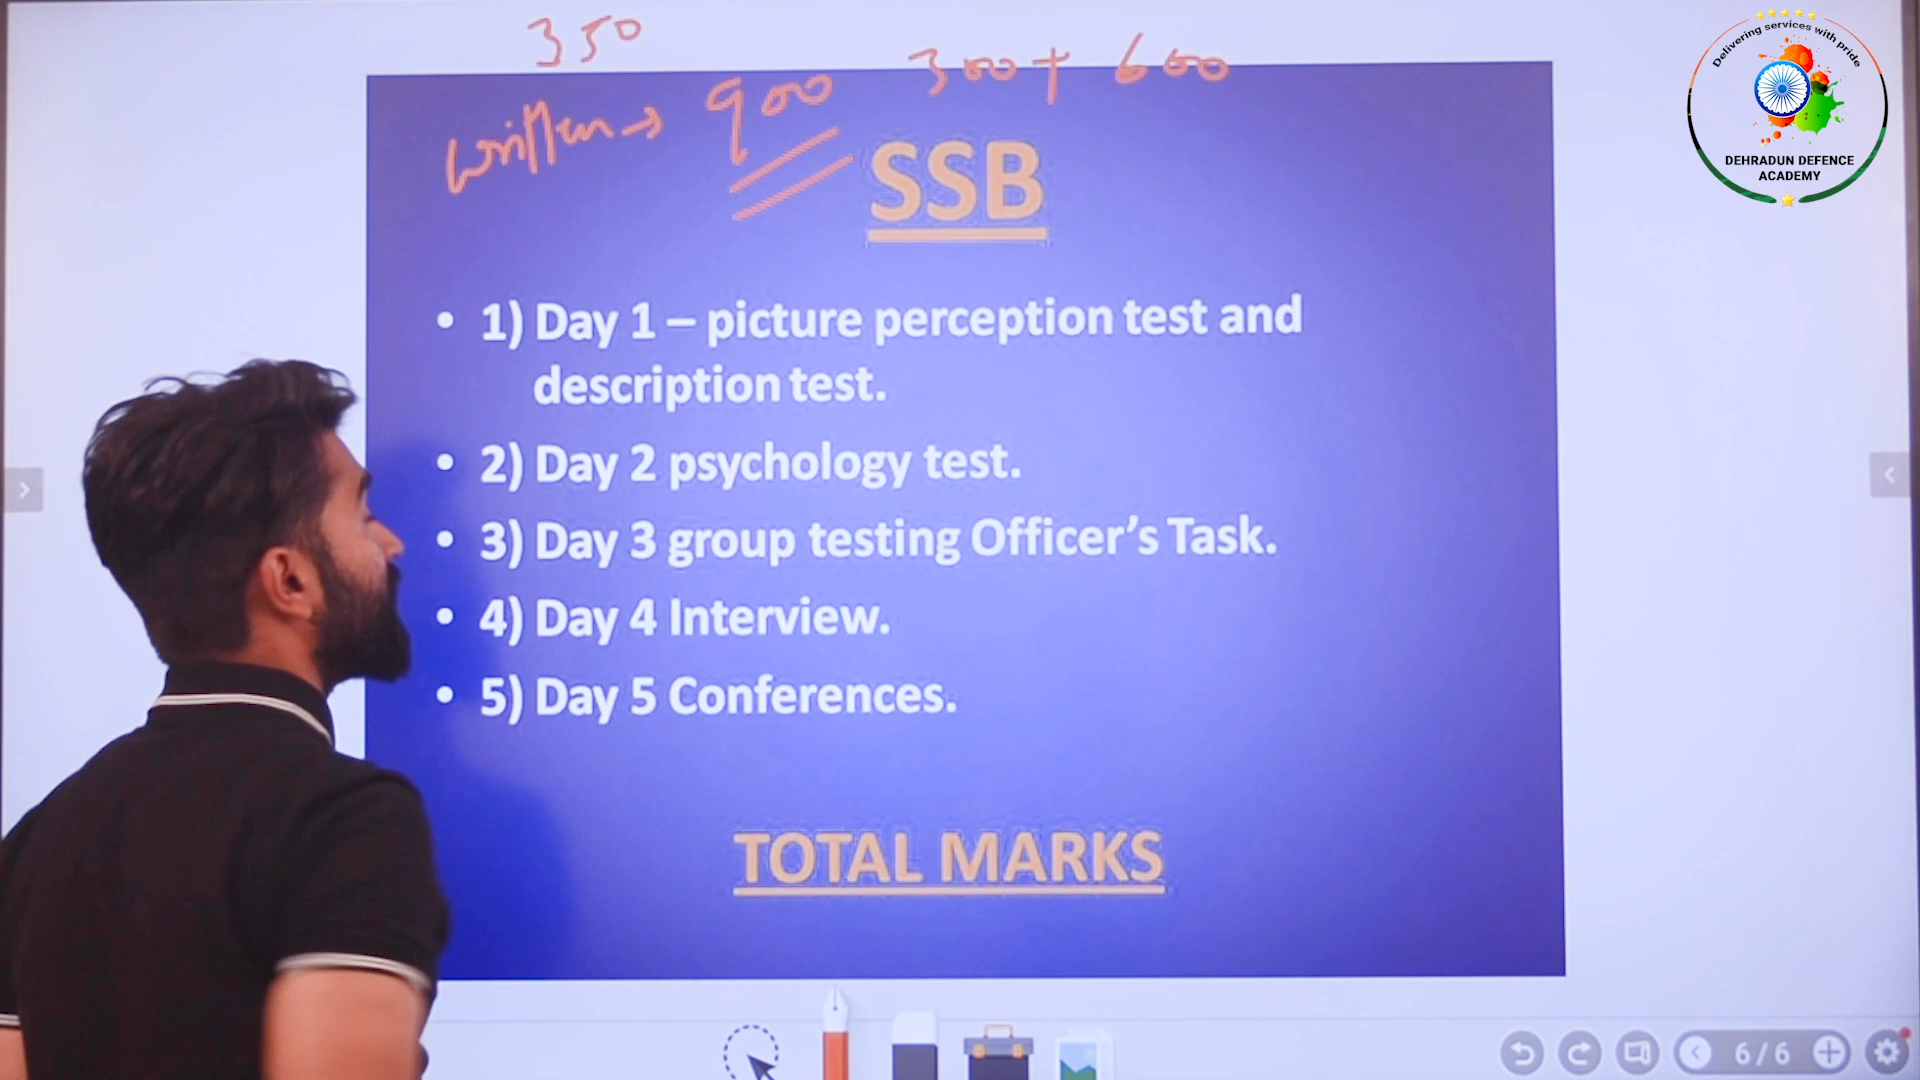 350
written → 900 300 + 600
Delivering services with pride
DEHRADUN DEFENCE
ACADEMY
SSB
• 1) Day 1 – picture perception test and
description test.
• 2) Day 2 psychology test.
• 3) Day 3 group testing Officer's Task.
• 4) Day 4 Interview.
• 5) Day 5 Conferences.
TOTAL MARKS
6/6